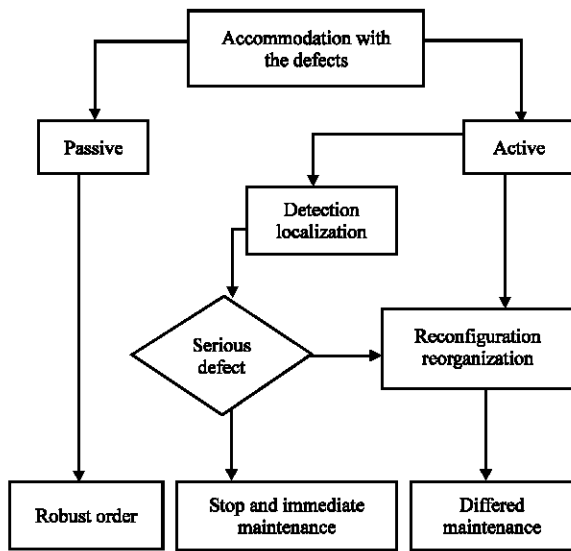 Accommodation with
the defects
Passive
Active
Detection
localization
Serious
defect
Reconfiguration
reorganization
Robust order
Stop and immediate
maintenance
Differed
maintenance